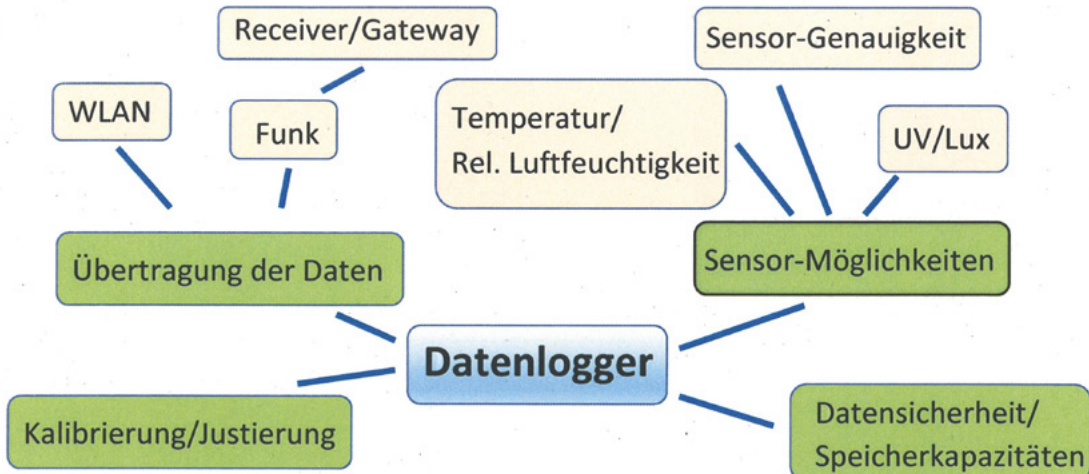 Receiver/Gateway
Sensor-Genauigkeit
WLAN
Funk
Temperatur/
Rel. Luftfeuchtigkeit
UV/Lux
Übertragung der Daten
Sensor-Möglichkeiten
Datenlogger
Kalibrierung/Justierung
Datensicherheit/
Speicherkapazitäten